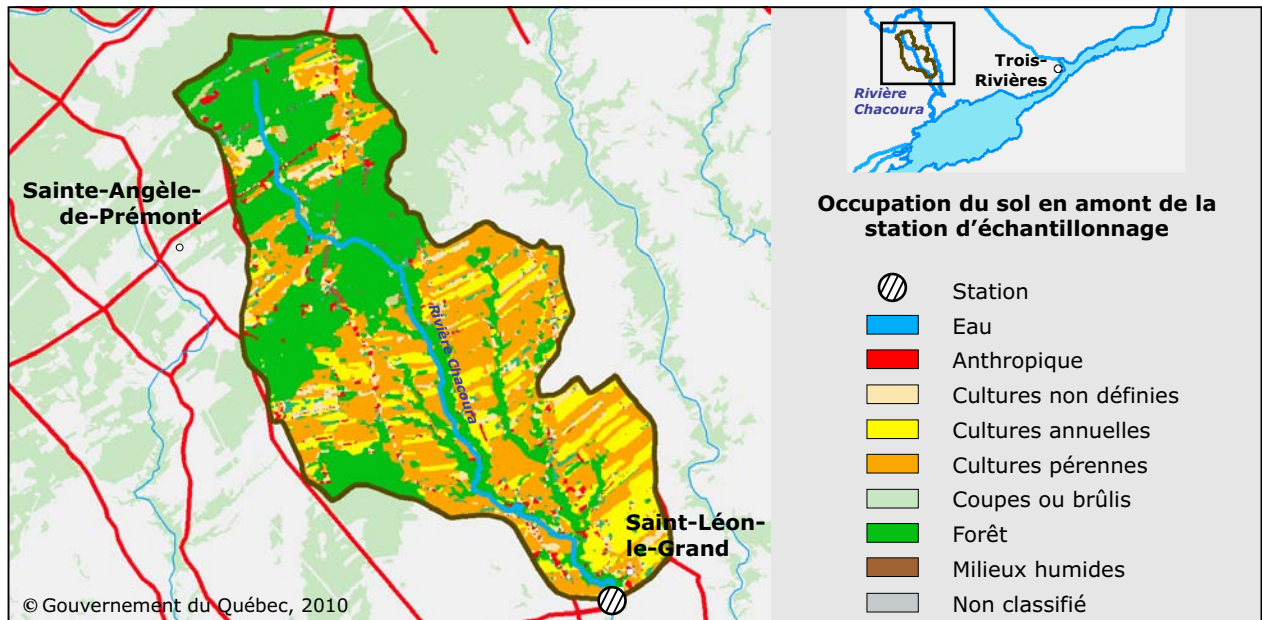 Sainte-Angèle-
de-Prémont
Rivière Chacoura
Saint-Léon-
le-Grand
© Gouvernement du Québec, 2010
Trois-
Rivières
Rivière
Chacoura
Occupation du sol en amont de la
station d'échantillonnage
Station
Eau
Anthropique
Cultures non définies
Cultures annuelles
Cultures pérennes
Coupes ou brûlis
Forêt
Milieux humides
Non classifié